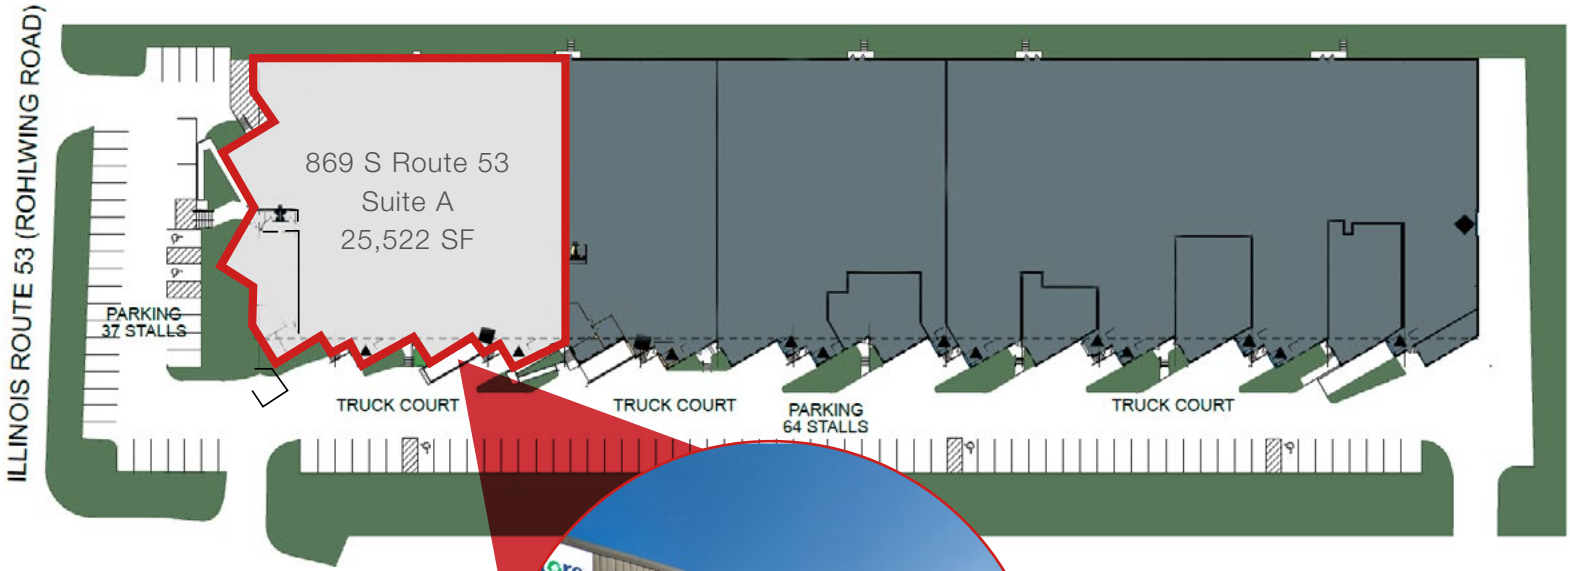 ILLINOIS ROUTE 53 (ROHLWING ROAD)
869 S Route 53
Suite A
25,522 SF
PARKING
37 STALLS
TRUCK COURT
TRUCK COURT
PARKING
64 STALLS
TRUCK COURT